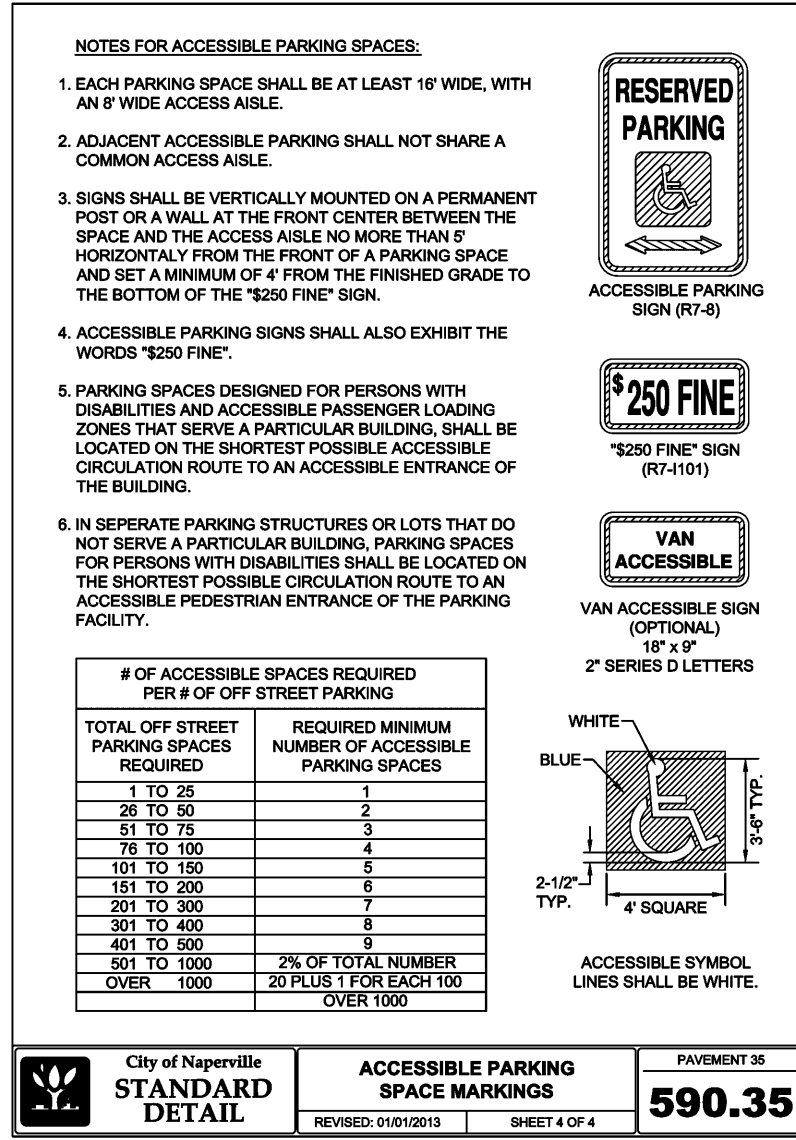 NOTES FOR ACCESSIBLE PARKING SPACES:
1. EACH PARKING SPACE SHALL BE AT LEAST 16' WIDE, WITH
AN 8' WIDE ACCESS AISLE.
2. ADJACENT ACCESSIBLE PARKING SHALL NOT SHARE A
COMMON ACCESS AISLE.
3. SIGNS SHALL BE VERTICALLY MOUNTED ON A PERMANENT
POST OR A WALL AT THE FRONT CENTER BETWEEN THE
SPACE AND THE ACCESS AISLE NO MORE THAN 5'
HORIZONTALY FROM THE FRONT OF A PARKING SPACE
AND SET A MINIMUM OF 4' FROM THE FINISHED GRADE TO
THE BOTTOM OF THE "$250 FINE" SIGN.
4. ACCESSIBLE PARKING SIGNS SHALL ALSO EXHIBIT THE
WORDS "$250 FINE".
5. PARKING SPACES DESIGNED FOR PERSONS WITH
DISABILITIES AND ACCESSIBLE PASSENGER LOADING
ZONES THAT SERVE A PARTICULAR BUILDING, SHALL BE
LOCATED ON THE SHORTEST POSSIBLE ACCESSIBLE
CIRCULATION ROUTE TO AN ACCESSIBLE ENTRANCE OF
THE BUILDING.
6. IN SEPERATE PARKING STRUCTURES OR LOTS THAT DO
NOT SERVE A PARTICULAR BUILDING, PARKING SPACES
FOR PERSONS WITH DISABILITIES SHALL BE LOCATED ON
THE SHORTEST POSSIBLE CIRCULATION ROUTE TO AN
ACCESSIBLE PEDESTRIAN ENTRANCE OF THE PARKING
FACILITY.
# OF ACCESSIBLE SPACES REQUIRED
PER # OF OFF STREET PARKING
TOTAL OFF STREET
PARKING SPACES
REQUIRED
REQUIRED MINIMUM
NUMBER OF ACCESSIBLE
PARKING SPACES
1 TO 25 1
26 TO 50 2
51 TO 75 3
76 TO 100 4
101 TO 150 5
151 TO 200 6
201 TO 300 7
301 TO 400 8
401 TO 500 9
501 TO 1000 2% OF TOTAL NUMBER
OVER 1000 20 PLUS 1 FOR EACH 100
OVER 1000
RESERVED
PARKING
ACCESSIBLE PARKING
SIGN (R7-8)
$250 FINE
"$250 FINE" SIGN
(R7-I101)
VAN
ACCESSIBLE
VAN ACCESSIBLE SIGN
(OPTIONAL)
18" x 9"
2" SERIES D LETTERS
WHITE
BLUE
3'-6" TYP.
2-1/2"
TYP.
4' SQUARE
ACCESSIBLE SYMBOL
LINES SHALL BE WHITE.
City of Naperville
STANDARD
DETAIL
ACCESSIBLE PARKING
SPACE MARKINGS
REVISED: 01/01/2013 SHEET 4 OF 4
PAVEMENT 35
590.35